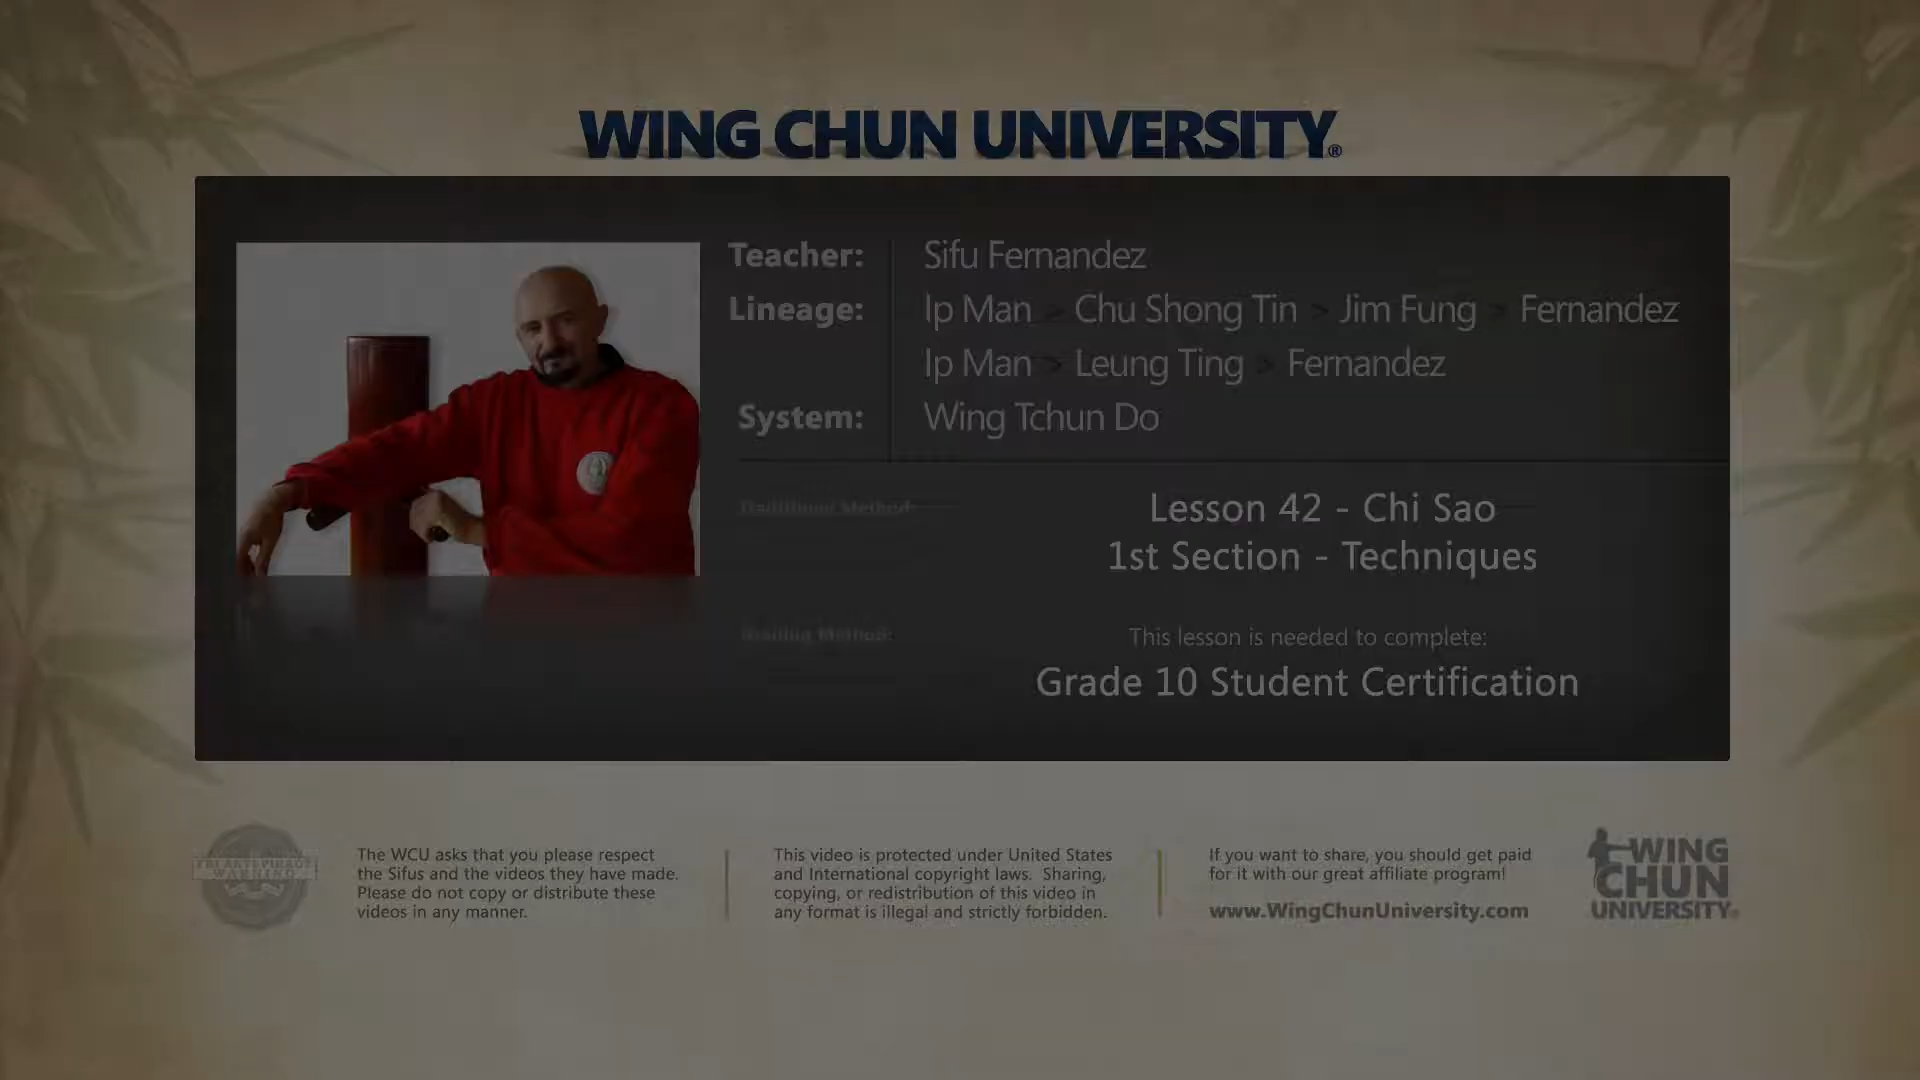 WING CHUN UNIVERSITY®
Teacher: Sifu Fernandez
Lineage: Ip Man > Chu Shong Tin > Jim Fung > Fernandez
Ip Man > Leung Ting > Fernandez
System: Wing Tchun Do
Traditional Method:
Lesson 42 - Chi Sao
1st Section - Techniques
Grading Method:
This lesson is needed to complete:
Grade 10 Student Certification
WARNING
The WCU asks that you please respect
the Sifus and the videos they have made.
Please do not copy or distribute these
videos in any manner.
This video is protected under United States
and International copyright laws. Sharing,
copying, or redistribution of this video in
any format is illegal and strictly forbidden.
If you want to share, you should get paid
for it with our great affiliate program!
www.WingChunUniversity.com
WING
CHUN
UNIVERSITY®